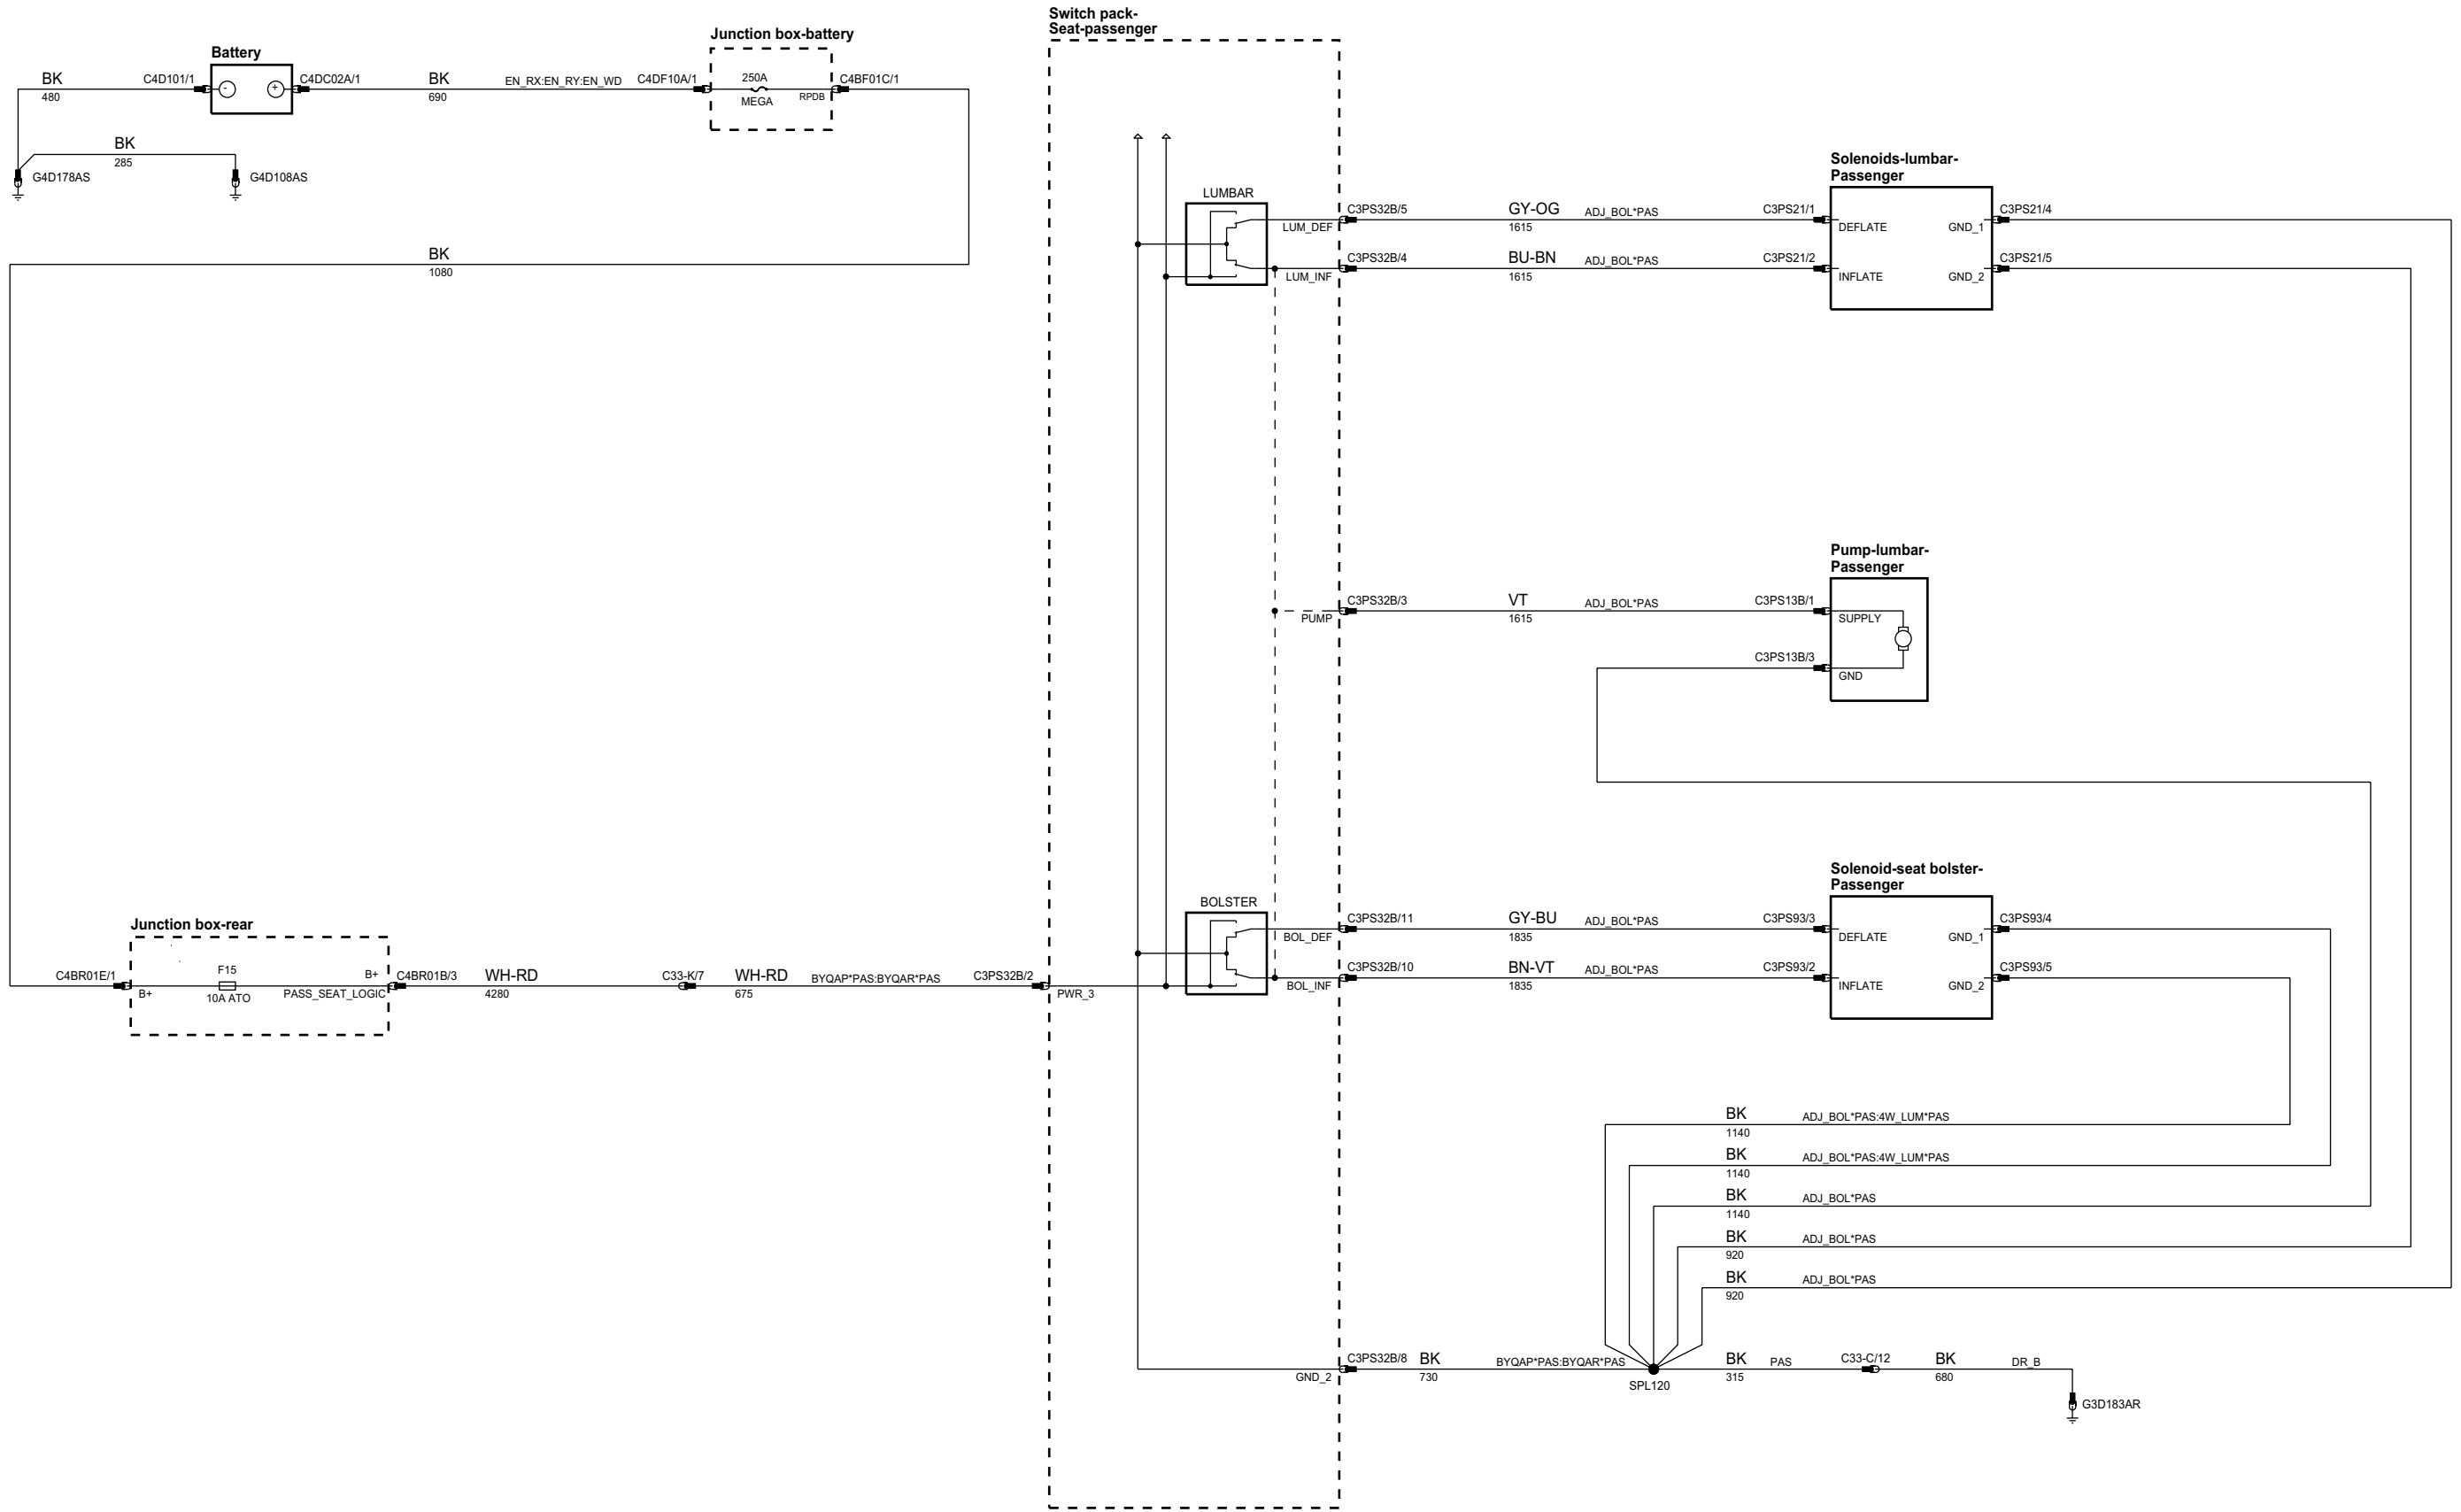 Switch pack-
Seat-passenger
Junction box-battery
Battery
BK
480
C4D101/1
-
+
C4DC02A/1
BK
690
EN_RX:EN_RY:EN_WD
C4DF10A/1
250A
MEGA
RPDB
C4BF01C/1
BK
285
G4D178AS
G4D108AS
BK
1080
LUMBAR
LUM_DEF
LUM_INF
C3PS32B/5
GY-OG
1615
ADJ_BOL*PAS
C3PS21/1
C3PS32B/4
BU-BN
1615
ADJ_BOL*PAS
C3PS21/2
Solenoids-lumbar-
Passenger
DEFLATE
GND_1
INFLATE
GND_2
C3PS21/4
C3PS21/5
PUMP
C3PS32B/3
VT
1615
ADJ_BOL*PAS
C3PS13B/1
C3PS13B/3
Pump-lumbar-
Passenger
SUPPLY
GND
Junction box-rear
C4BR01E/1
B+
F15
10A ATO
B+
PASS_SEAT_LOGIC
C4BR01B/3
WH-RD
4280
C33-K/7
WH-RD
675
BYQAP*PAS:BYQAR*PAS
C3PS32B/2
PWR_3
BOLSTER
BOL_DEF
BOL_INF
C3PS32B/11
GY-BU
1835
ADJ_BOL*PAS
C3PS93/3
C3PS32B/10
BN-VT
1835
ADJ_BOL*PAS
C3PS93/2
Solenoid-seat bolster-
Passenger
DEFLATE
GND_1
INFLATE
GND_2
C3PS93/4
C3PS93/5
BK
1140
ADJ_BOL*PAS:4W_LUM*PAS
BK
1140
ADJ_BOL*PAS:4W_LUM*PAS
BK
1140
ADJ_BOL*PAS
BK
920
ADJ_BOL*PAS
BK
920
ADJ_BOL*PAS
GND_2
C3PS32B/8
BK
730
BYQAP*PAS:BYQAR*PAS
SPL120
BK
315
PAS
C33-C/12
BK
680
DR_B
G3D183AR